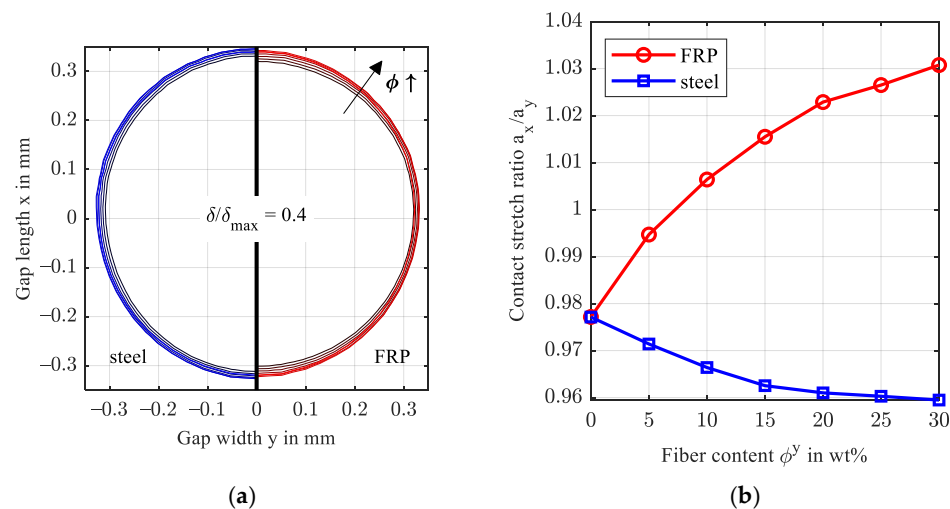 0.3
0.2
0.1
0
−0.1
−0.2
−0.3
Gap length x in mm
ϕ ↑
δ/δmax = 0.4
steel
FRP
−0.3 −0.2 −0.1 0 0.1 0.2 0.3
Gap width y in mm
(a)
1.04
1.03
1.02
1.01
1
0.99
0.98
0.97
0.96
Contact stretch ratio ax/ay
FRP
steel
0 5 10 15 20 25 30
Fiber content ϕy in wt%
(b)